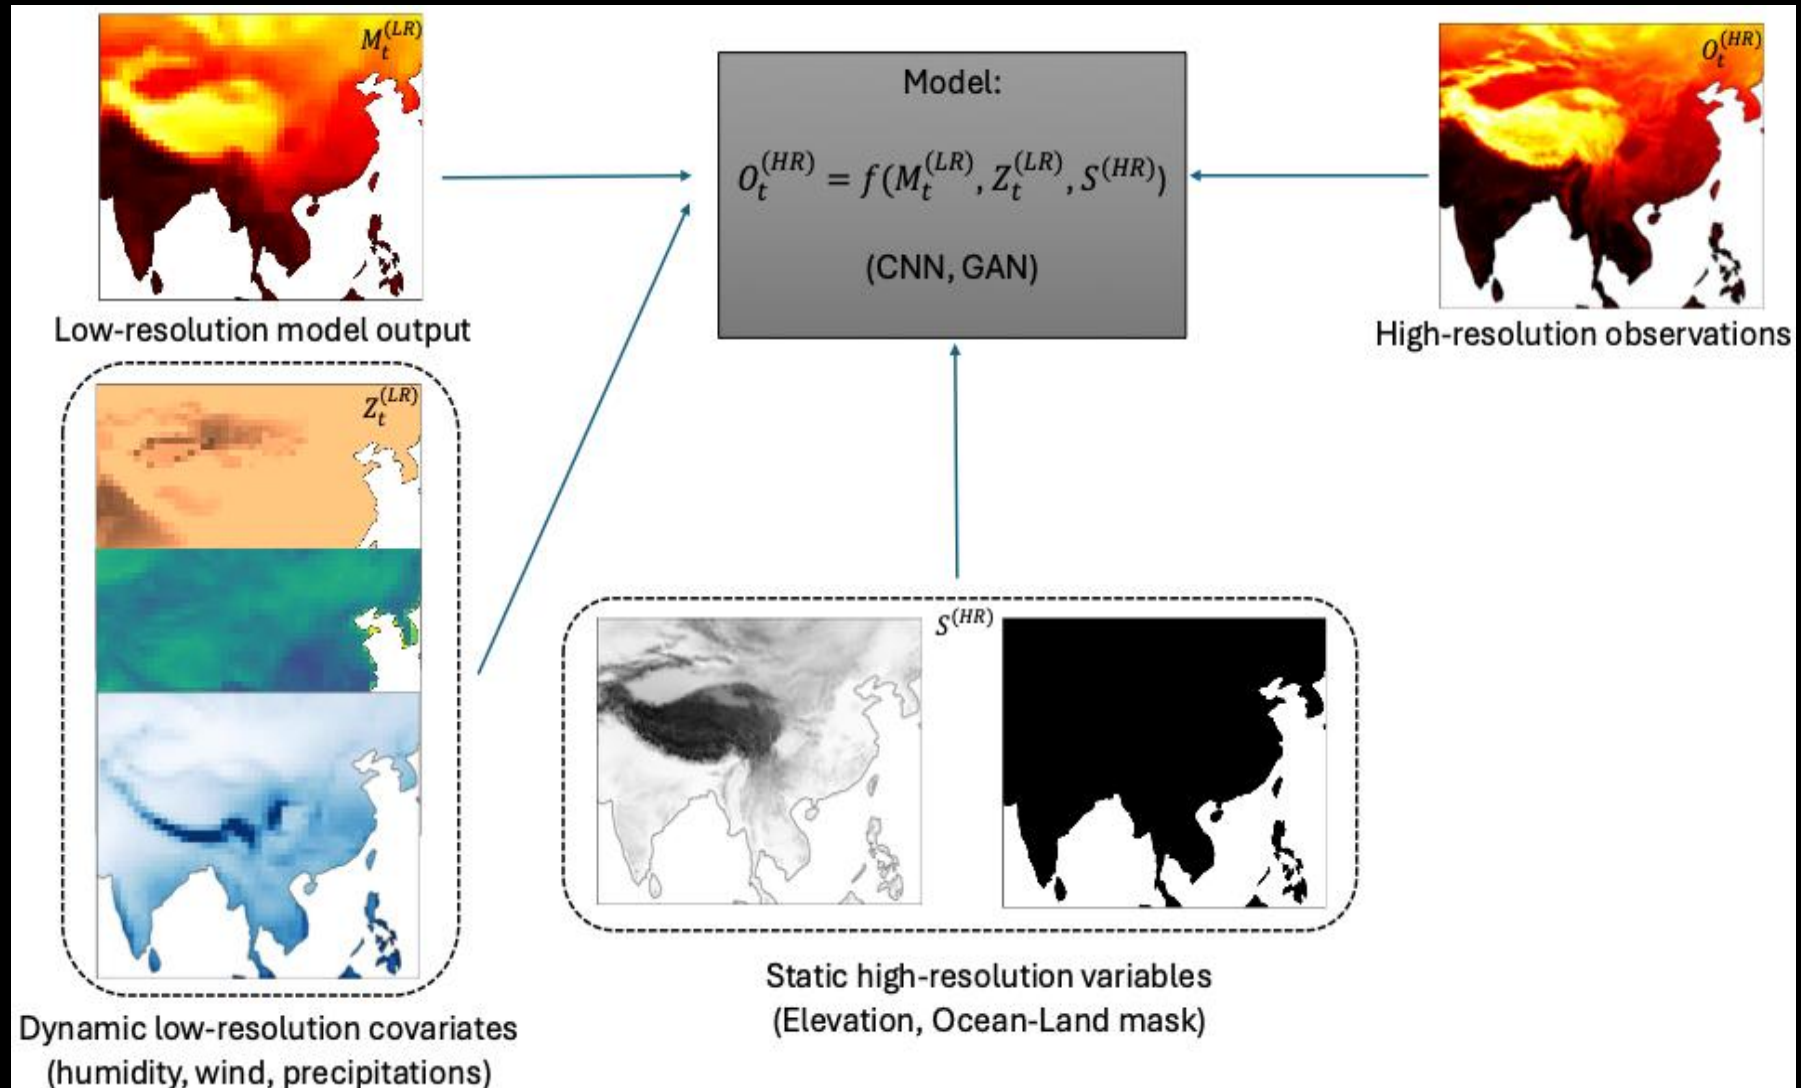 M_t^{(LR)}
Low-resolution model output
Model:
O_t^{(HR)} = f(M_t^{(LR)}, Z_t^{(LR)}, S^{(HR)})
(CNN, GAN)
O_t^{(HR)}
High-resolution observations
Z_t^{(LR)}
Dynamic low-resolution covariates
(humidity, wind, precipitations)
S^{(HR)}
Static high-resolution variables
(Elevation, Ocean-Land mask)